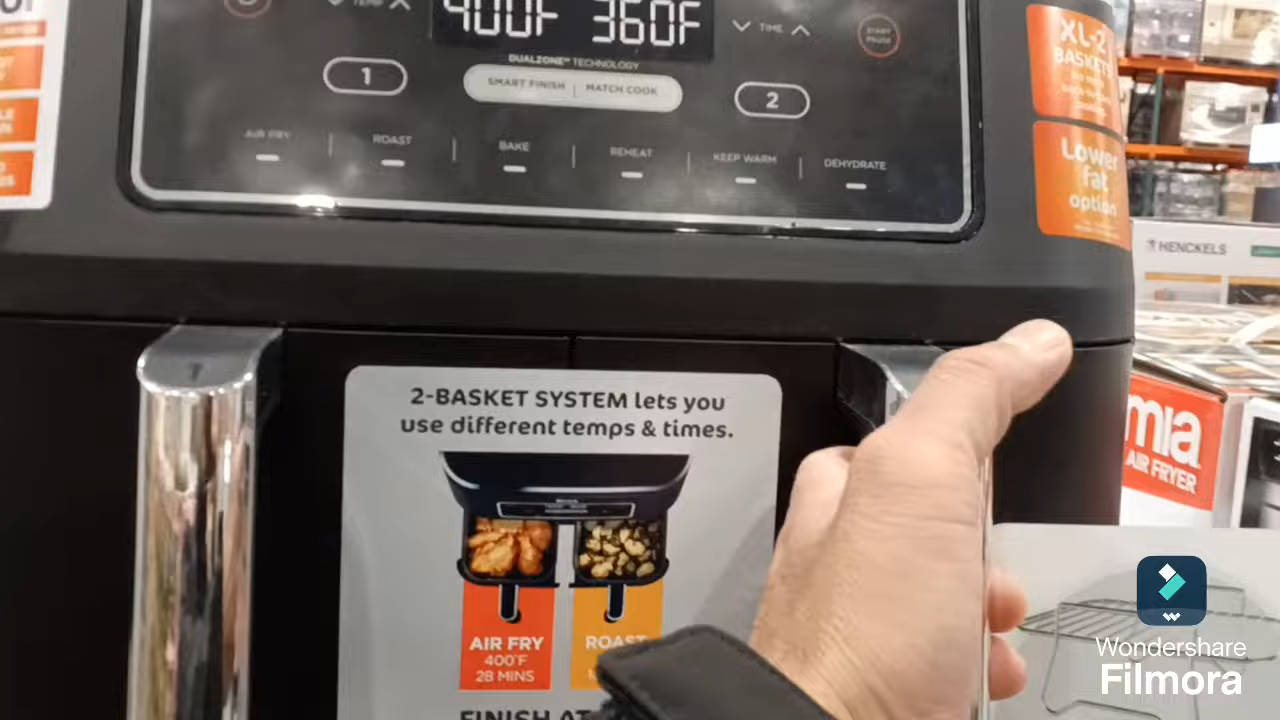 400F 360F
TEMP
TIME
START
PAUSE
DUALZONE™ TECHNOLOGY
1
SMART FINISH | MATCH COOK
2
AIR FRY
ROAST
BAKE
REHEAT
KEEP WARM
DEHYDRATE
XL-2
BASKETS
Lower
fat
option
HENCKELS
2-BASKET SYSTEM lets you
use different temps & times.
AIR FRY
400°F
28 MINS
ROAST
FINISH AT
mia
AIR FRYER
Wondershare
Filmora